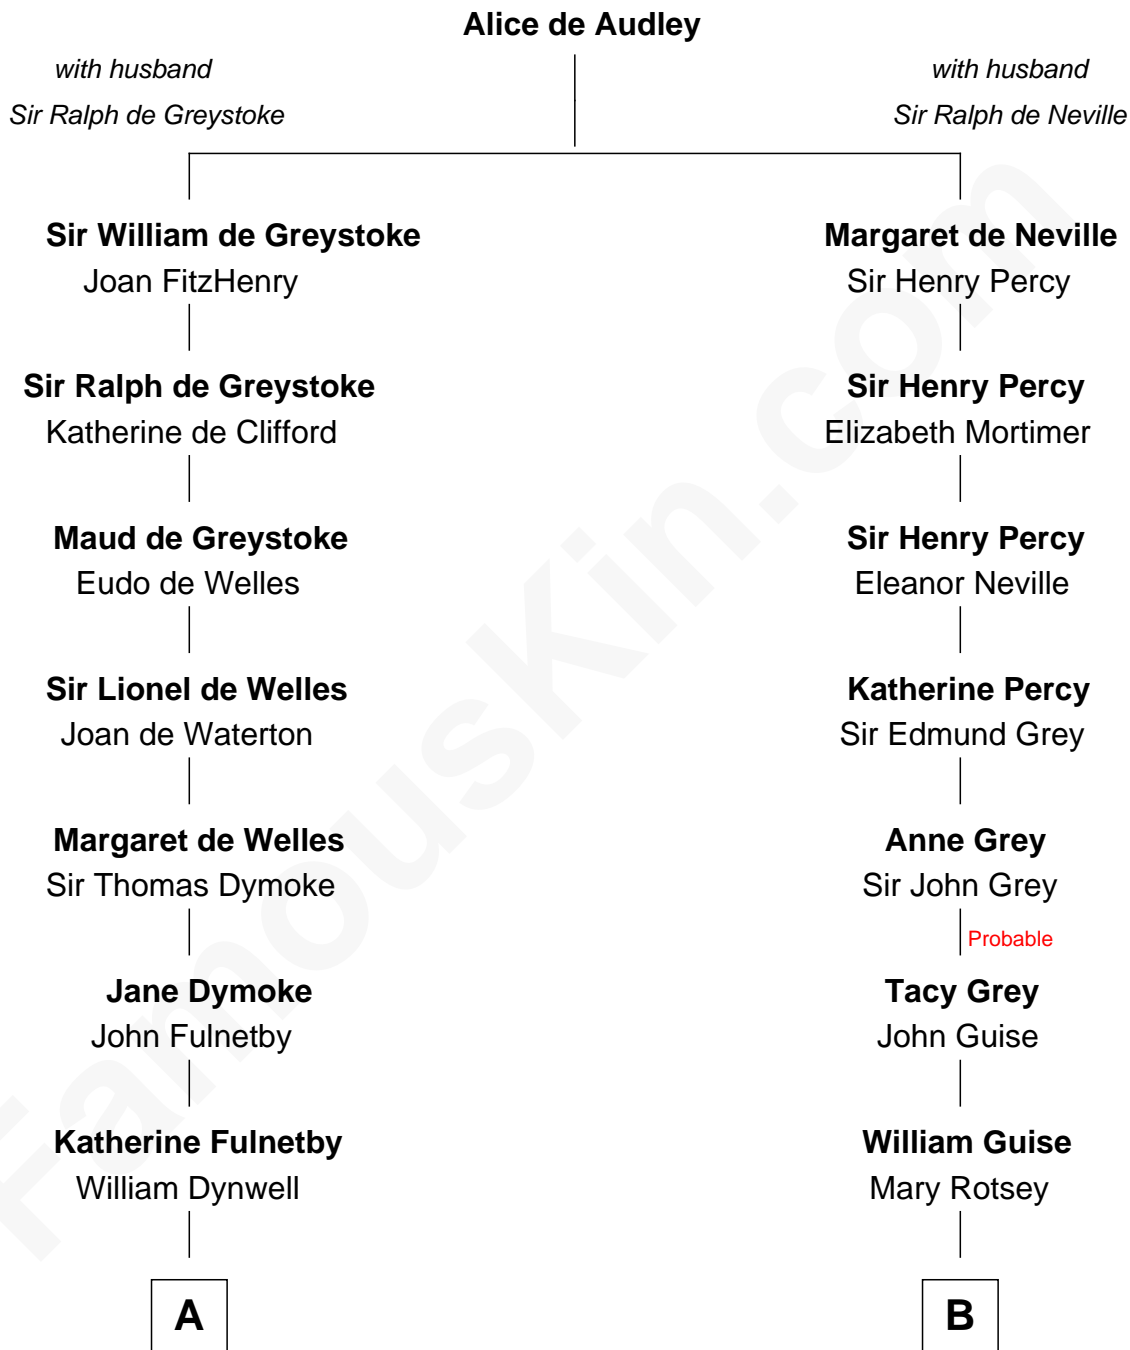 Alice de Audley
with husband
Sir Ralph de Greystoke
with husband
Sir Ralph de Neville
Sir William de Greystoke
Joan FitzHenry
Margaret de Neville
Sir Henry Percy
Sir Ralph de Greystoke
Katherine de Clifford
Sir Henry Percy
Elizabeth Mortimer
Maud de Greystoke
Eudo de Welles
Sir Henry Percy
Eleanor Neville
Sir Lionel de Welles
Joan de Waterton
Katherine Percy
Sir Edmund Grey
Margaret de Welles
Sir Thomas Dymoke
Anne Grey
Sir John Grey
Probable
Jane Dymoke
John Fulnetby
Tacy Grey
John Guise
Katherine Fulnetby
William Dynwell
William Guise
Mary Rotsey
A
B
FamousKin.com